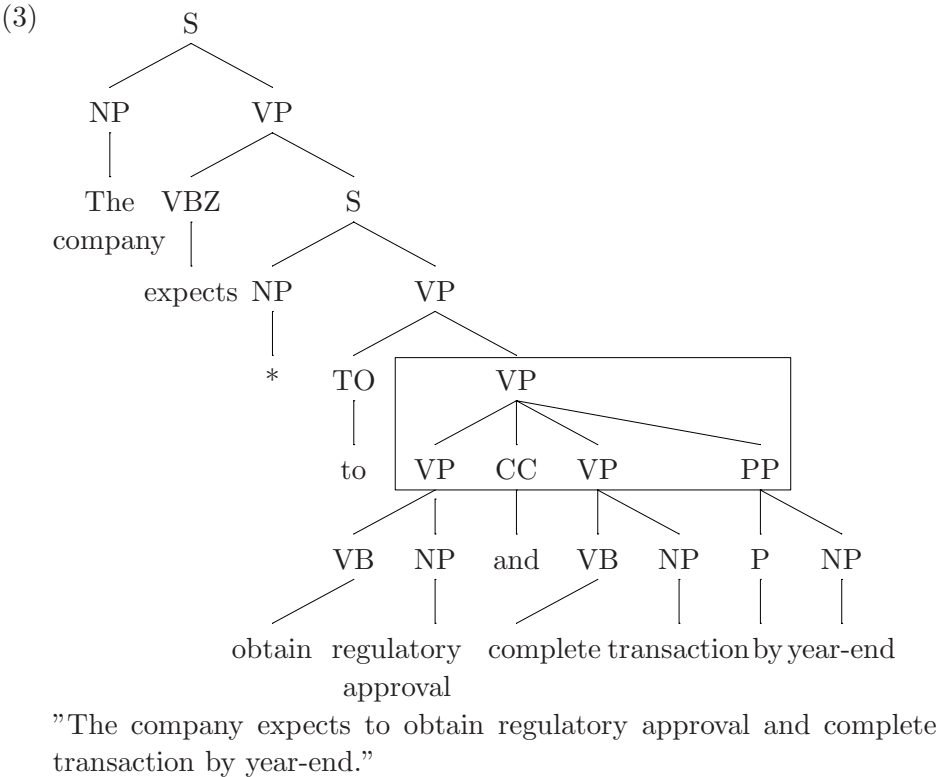 (3)
S
NP VP
The VBZ S
company
expects NP VP
* TO VP
to VP CC VP PP
VB NP and VB NP P NP
obtain regulatory complete transaction by year-end
approval
”The company expects to obtain regulatory approval and complete
transaction by year-end.”